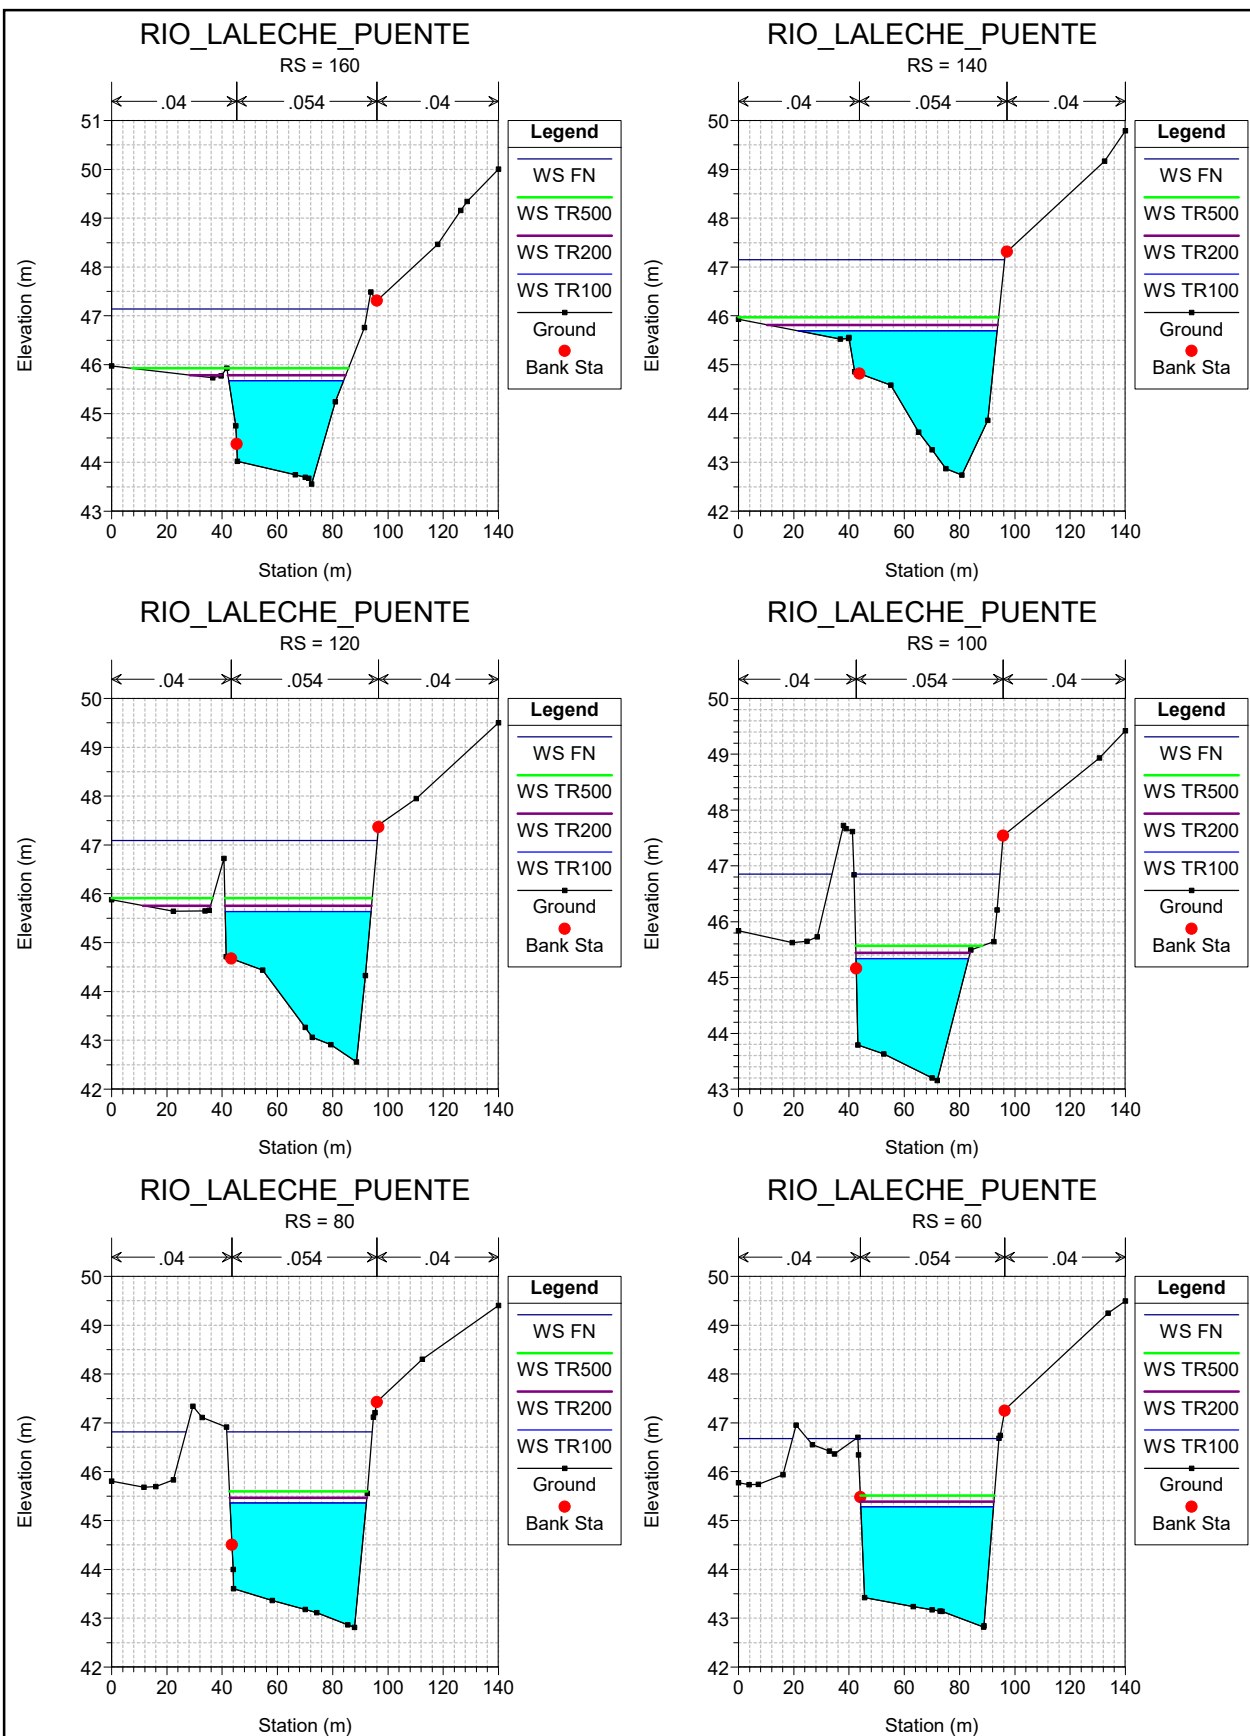 RIO_LALECHE_PUENTE
RS = 160
.04 .054 .04
51
50
49
48
47
46
45
44
43
Elevation (m)
0 20 40 60 80 100 120 140
Station (m)
Legend
WS FN
WS TR500
WS TR200
WS TR100
Ground
Bank Sta
RIO_LALECHE_PUENTE
RS = 140
.04 .054 .04
50
49
48
47
46
45
44
43
42
Elevation (m)
0 20 40 60 80 100 120 140
Station (m)
Legend
WS FN
WS TR500
WS TR200
WS TR100
Ground
Bank Sta
RIO_LALECHE_PUENTE
RS = 120
.04 .054 .04
50
49
48
47
46
45
44
43
42
Elevation (m)
0 20 40 60 80 100 120 140
Station (m)
Legend
WS FN
WS TR500
WS TR200
WS TR100
Ground
Bank Sta
RIO_LALECHE_PUENTE
RS = 100
.04 .054 .04
50
49
48
47
46
45
44
43
Elevation (m)
0 20 40 60 80 100 120 140
Station (m)
Legend
WS FN
WS TR500
WS TR200
WS TR100
Ground
Bank Sta
RIO_LALECHE_PUENTE
RS = 80
.04 .054 .04
50
49
48
47
46
45
44
43
42
Elevation (m)
0 20 40 60 80 100 120 140
Station (m)
Legend
WS FN
WS TR500
WS TR200
WS TR100
Ground
Bank Sta
RIO_LALECHE_PUENTE
RS = 60
.04 .054 .04
50
49
48
47
46
45
44
43
42
Elevation (m)
0 20 40 60 80 100 120 140
Station (m)
Legend
WS FN
WS TR500
WS TR200
WS TR100
Ground
Bank Sta